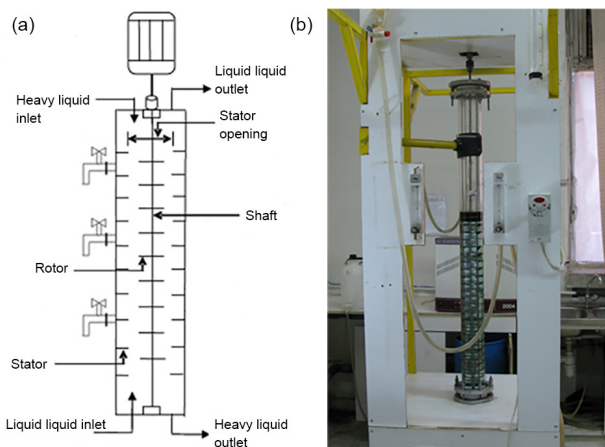 (a)
Liquid liquid
outlet
Heavy liquid
inlet
Stator
opening
Shaft
Rotor
Stator
Liquid liquid inlet
Heavy liquid
outlet
(b)
2004